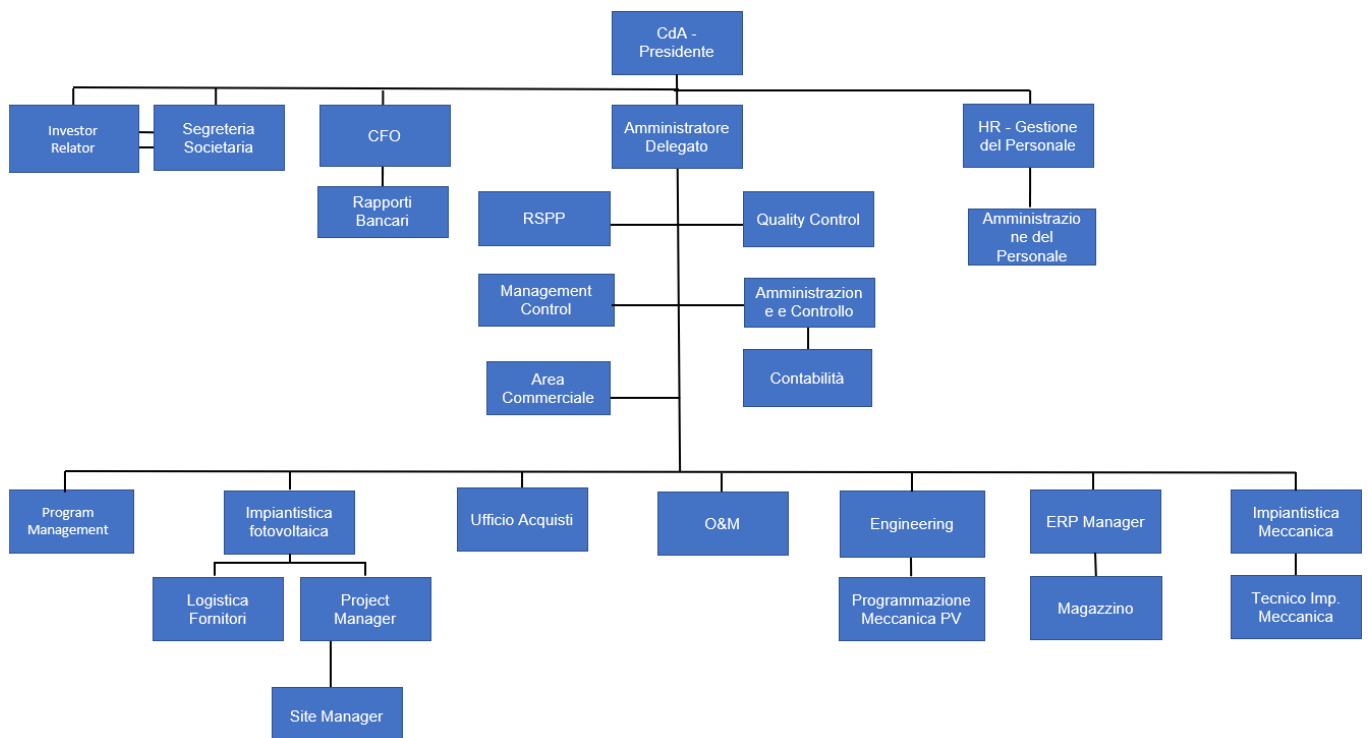 CdA -
Presidente
Investor
Relator
Segreteria
Societaria
CFO
Amministratore
Delegato
HR - Gestione
del Personale
Rapporti
Bancari
RSPP
Quality Control
Amministrazio
ne del
Personale
Management
Control
Amministrazion
e e Controllo
Area
Commerciale
Contabilità
Program
Management
Impiantistica
fotovoltaica
Ufficio Acquisti
O&M
Engineering
ERP Manager
Impiantistica
Meccanica
Logistica
Fornitori
Project
Manager
Programmazione
Meccanica PV
Magazzino
Tecnico Imp.
Meccanica
Site Manager